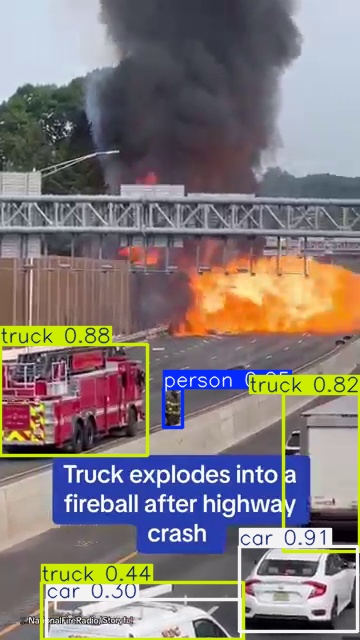 truck 0.88
person
truck 0.82
Truck explodes into a
fireball after highway
crash
car 0.91
truck 0.44
car 0.30